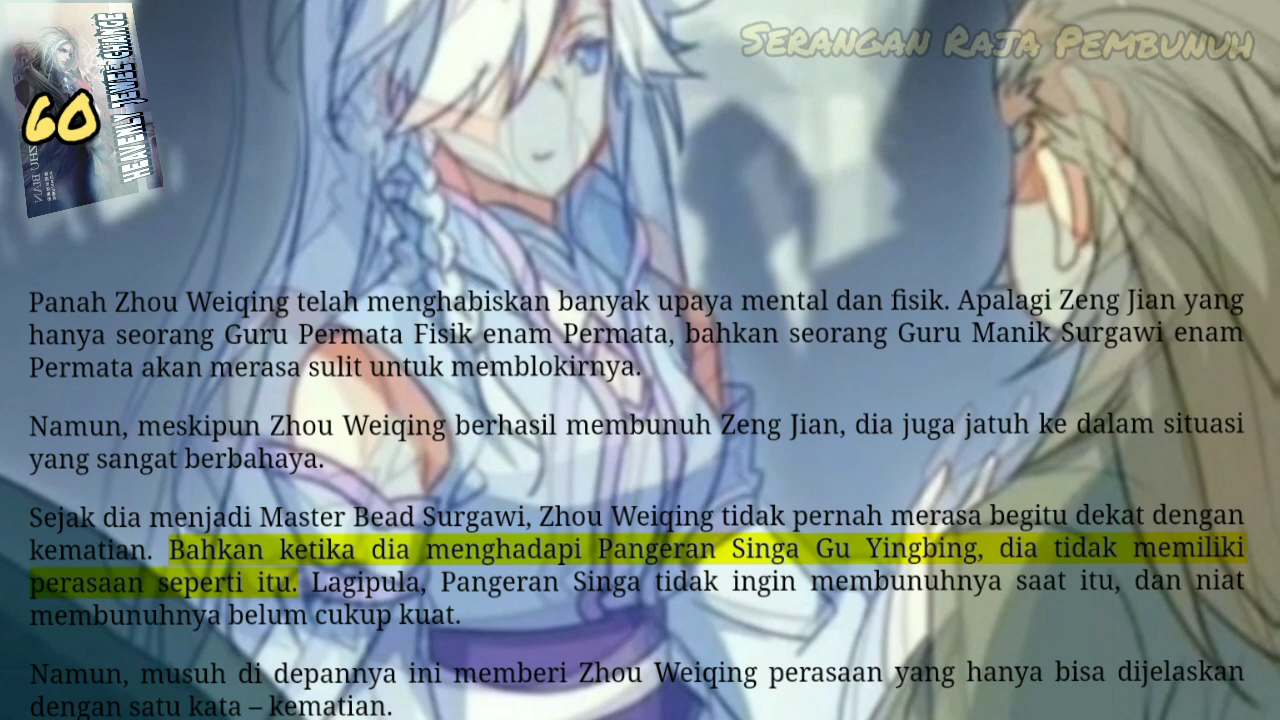 Serangan Raja Pembunuh
HEAVENLY JEWEL CHANGE
60
ZHU BIAN
Panah Zhou Weiqing telah menghabiskan banyak upaya mental dan fisik. Apalagi Zeng Jian yang
hanya seorang Guru Permata Fisik enam Permata, bahkan seorang Guru Manik Surgawi enam
Permata akan merasa sulit untuk memblokirnya.
Namun, meskipun Zhou Weiqing berhasil membunuh Zeng Jian, dia juga jatuh ke dalam situasi
yang sangat berbahaya.
Sejak dia menjadi Master Bead Surgawi, Zhou Weiqing tidak pernah merasa begitu dekat dengan
kematian. Bahkan ketika dia menghadapi Pangeran Singa Gu Yingbing, dia tidak memiliki
perasaan seperti itu. Lagipula, Pangeran Singa tidak ingin membunuhnya saat itu, dan niat
membunuhnya belum cukup kuat.
Namun, musuh di depannya ini memberi Zhou Weiqing perasaan yang hanya bisa dijelaskan
dengan satu kata – kematian.